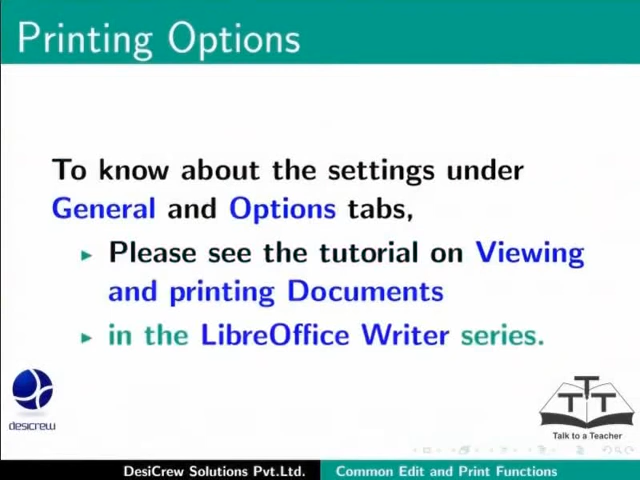 Printing Options
To know about the settings under
General and Options tabs,
Please see the tutorial on Viewing
and printing Documents
in the LibreOffice Writer series.
desicrew
TTT
Talk to a Teacher
DesiCrew Solutions Pvt.Ltd.
Common Edit and Print Functions